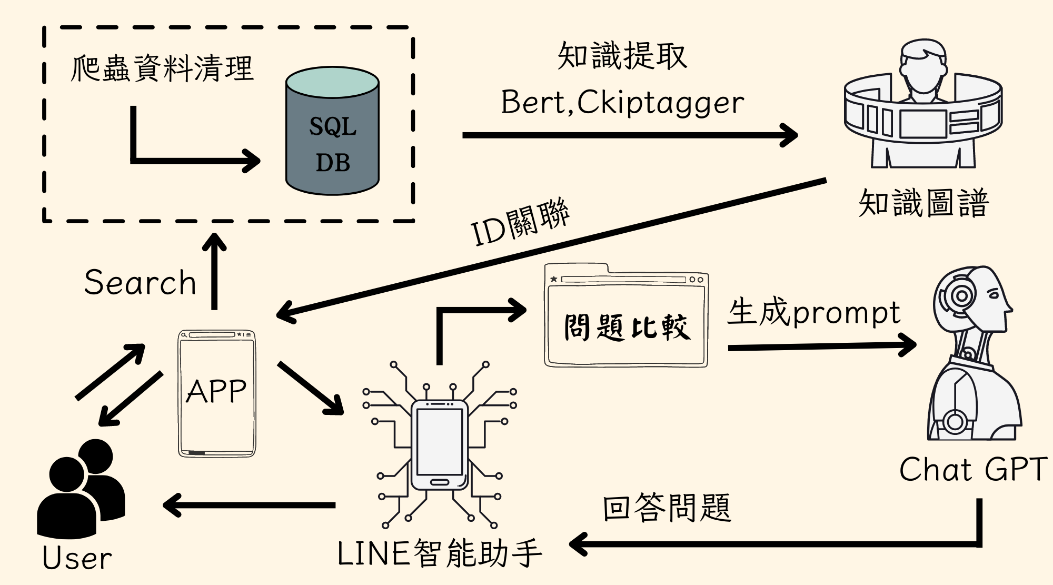 爬蟲資料清理
SQL
DB
知識提取
Bert,Ckiptagger
知識圖譜
ID關聯
Search
APP
問題比較
生成prompt
Chat GPT
回答問題
LINE智能助手
User